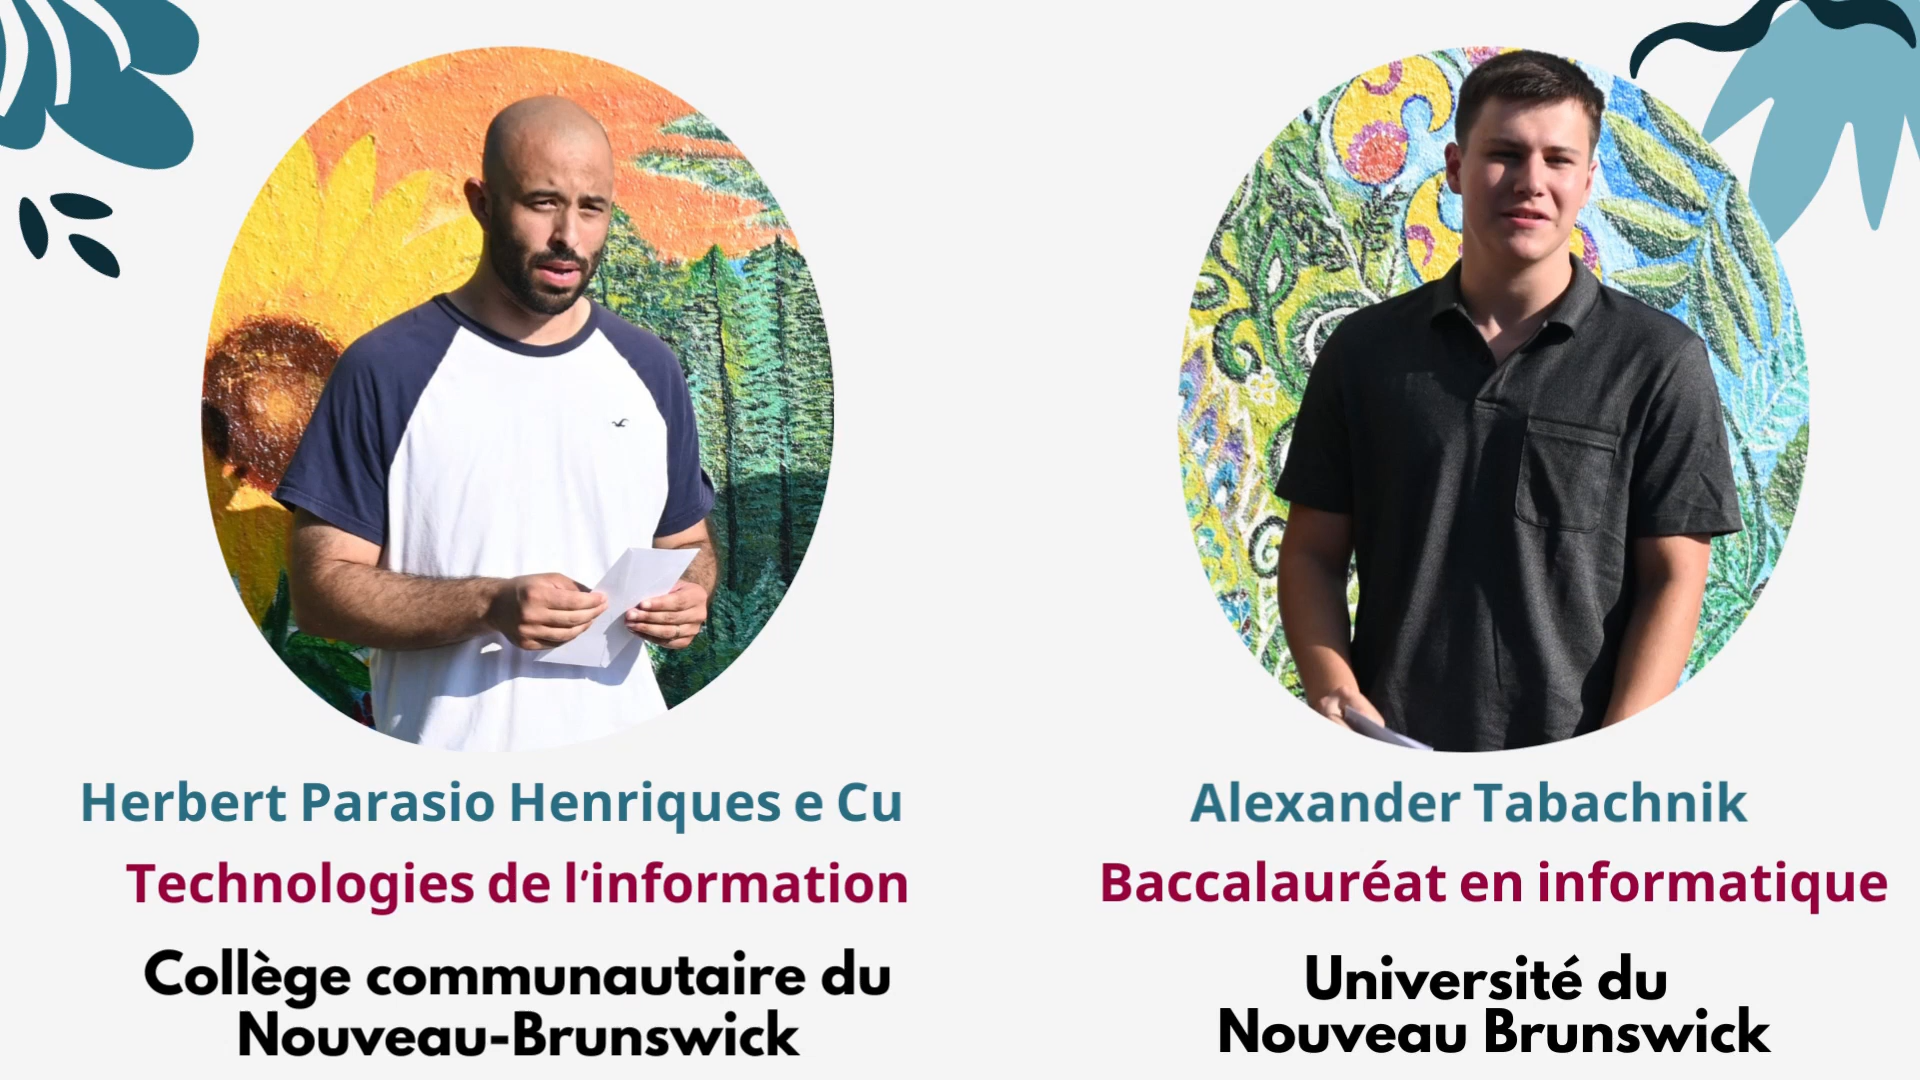 Herbert Parasio Henriques e Cu
Technologies de l'information
Collège communautaire du
Nouveau-Brunswick
Alexander Tabachnik
Baccalauréat en informatique
Université du
Nouveau Brunswick